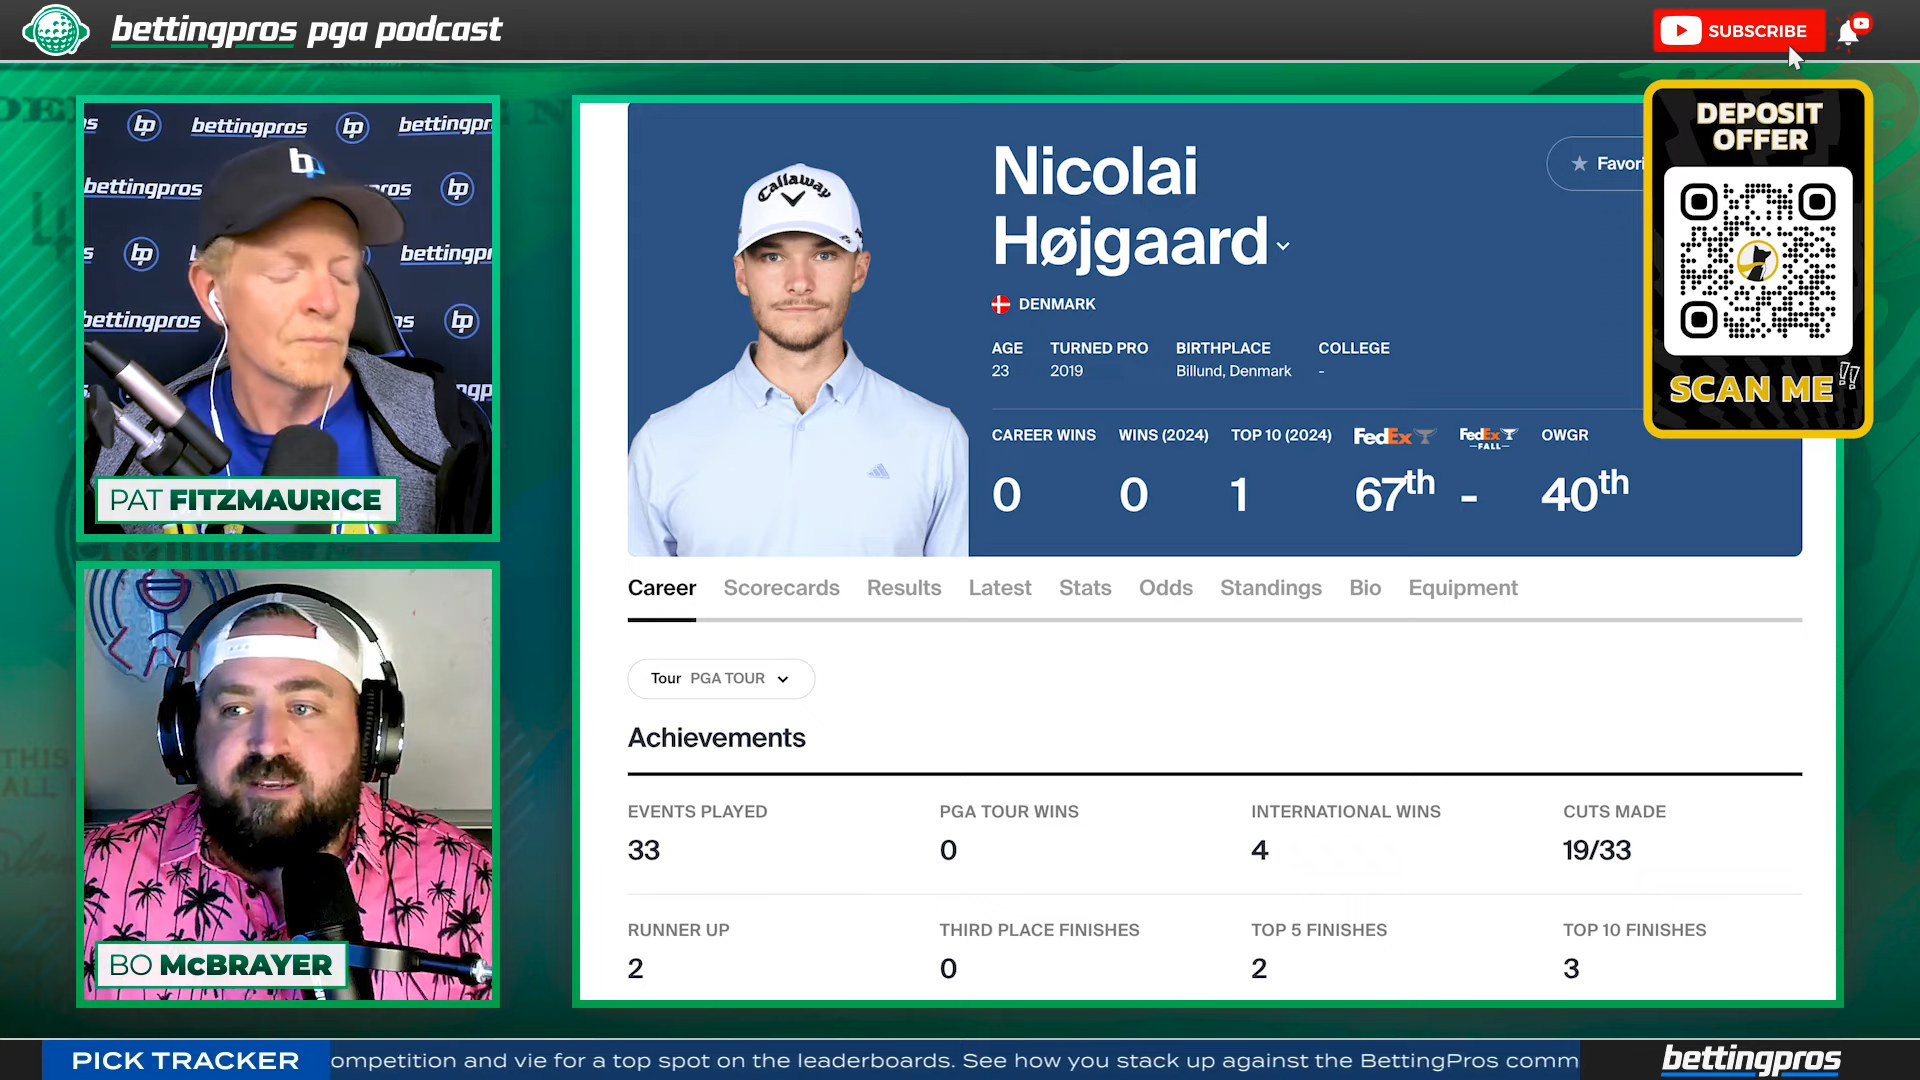 bettingpros pga podcast
SUBSCRIBE
bettingpros
bp
PAT FITZMAURICE
BO McBRAYER
Callaway
Nicolai
Højgaard
Favori
DENMARK
AGE TURNED PRO BIRTHPLACE COLLEGE
23 2019 Billund, Denmark -
CAREER WINS WINS (2024) TOP 10 (2024) FedEx FedEx FALL OWGR
0 0 1 67th - 40th
DEPOSIT
OFFER
SCAN ME!!
Career Scorecards Results Latest Stats Odds Standings Bio Equipment
Tour PGA TOUR
Achievements
EVENTS PLAYED PGA TOUR WINS INTERNATIONAL WINS CUTS MADE
33 0 4 19/33
RUNNER UP THIRD PLACE FINISHES TOP 5 FINISHES TOP 10 FINISHES
2 0 2 3
PICK TRACKER ompetition and vie for a top spot on the leaderboards. See how you stack up against the BettingPros comm bettingpros